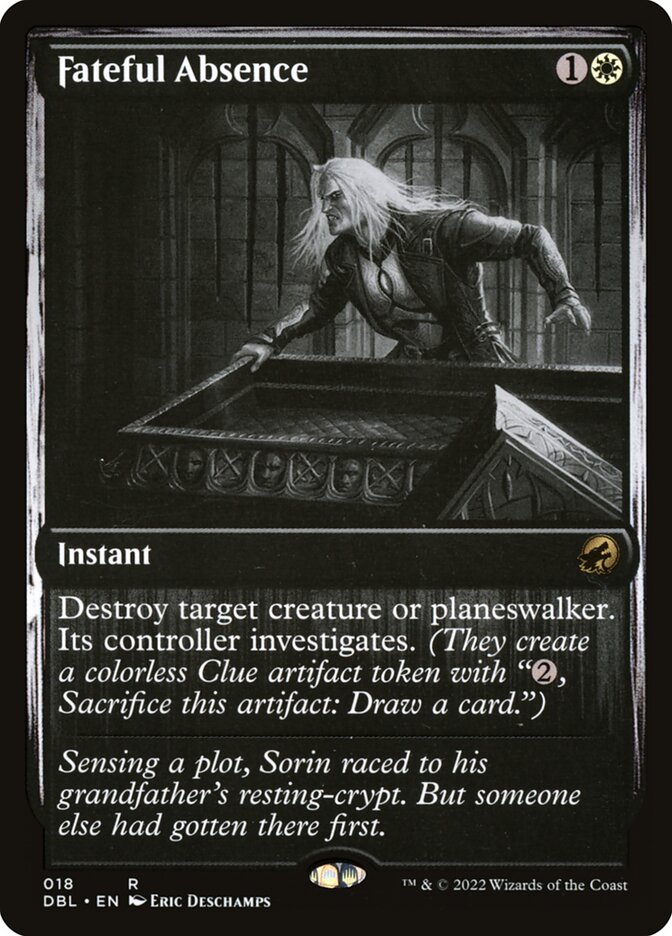 Fateful Absence 1
Instant
Destroy target creature or planeswalker.
Its controller investigates. (They create
a colorless Clue artifact token with “2,
Sacrifice this artifact: Draw a card.”)
Sensing a plot, Sorin raced to his
grandfather’s resting-crypt. But someone
else had gotten there first.
018 R
DBL • EN Eric Deschamps
™ & © 2022 Wizards of the Coast